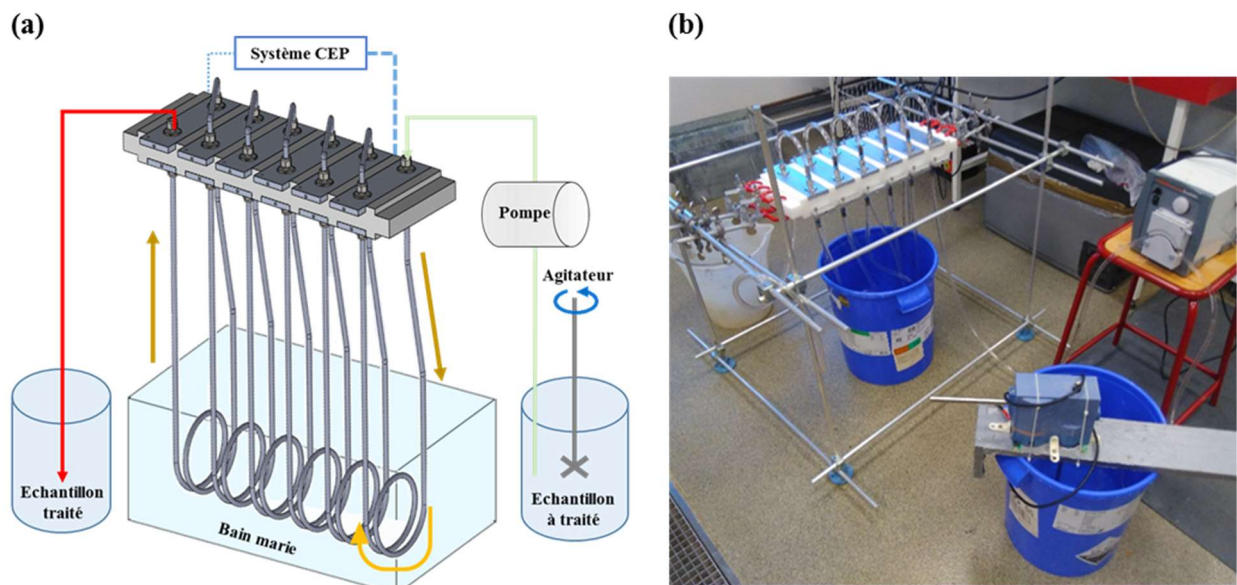 (a)
(b)
Système CEP
Pompe
Agitateur
Echantillon
traité
Echantillon
à traité
Bain marie